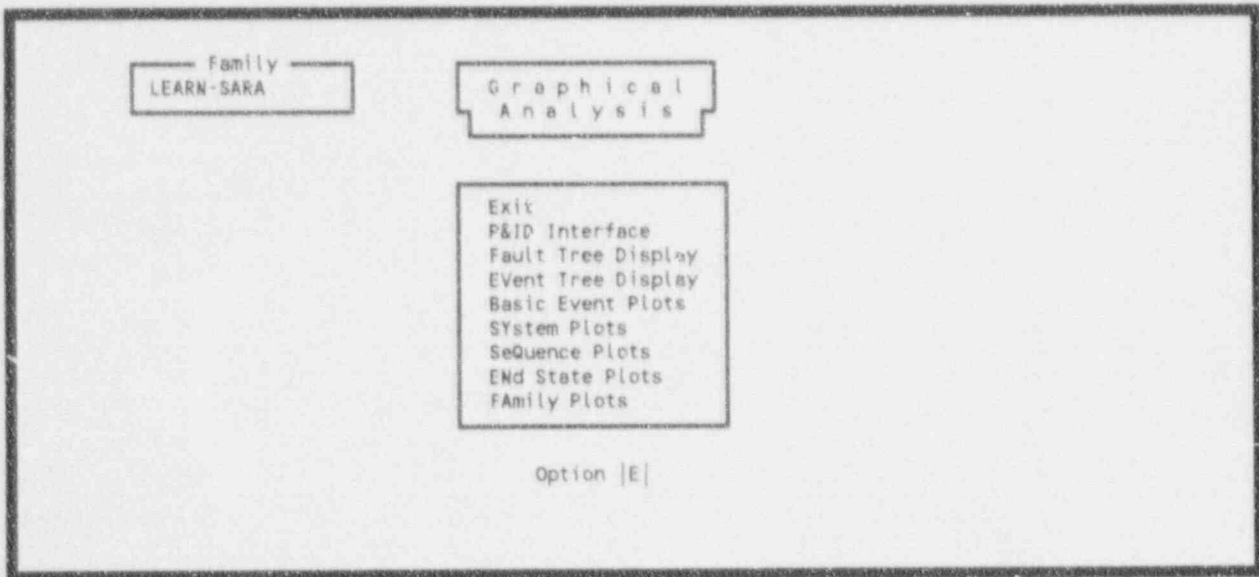 Family
LEARN-SARA
Graphical
Analysis
Exit
P&ID Interface
Fault Tree Display
EVent Tree Display
Basic Event Plots
SYstem Plots
SeQuence Plots
ENd State Plots
FAmily Plots
Option |E|